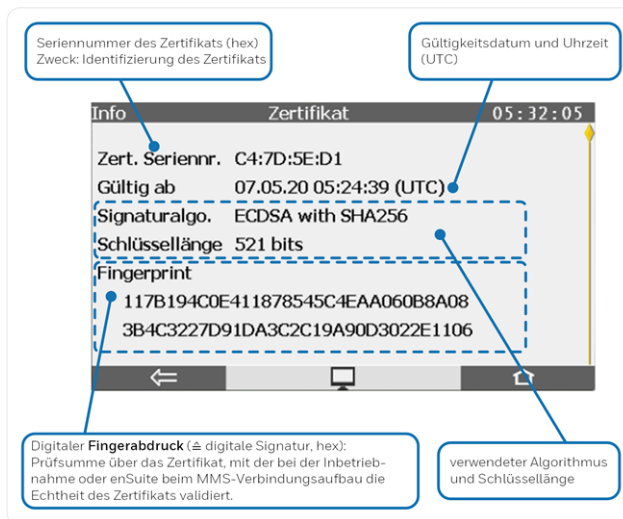 Seriennummer des Zertifikats (hex)
Zweck: Identifizierung des Zertifikats
Gültigkeitsdatum und Uhrzeit
(UTC)
Info Zertifikat 05:32:05
Zert. Seriennr. C4:7D:5E:D1
Gültig ab 07.05.20 05:24:39 (UTC)
Signaturalgo. ECDSA with SHA256
Schlüssellänge 521 bits
Fingerprint
117B194C0E411878545C4EAA060B8A08
3B4C3227D91DA3C2C19A90D3022E1106
Digitaler Fingerabdruck (≙ digitale Signatur, hex):
Prüfsumme über das Zertifikat, mit der bei der Inbetrieb-
nahme oder enSuite beim MMS-Verbindungsaufbau die
Echtheit des Zertifikats validiert.
verwendeter Algorithmus
und Schlüssellänge